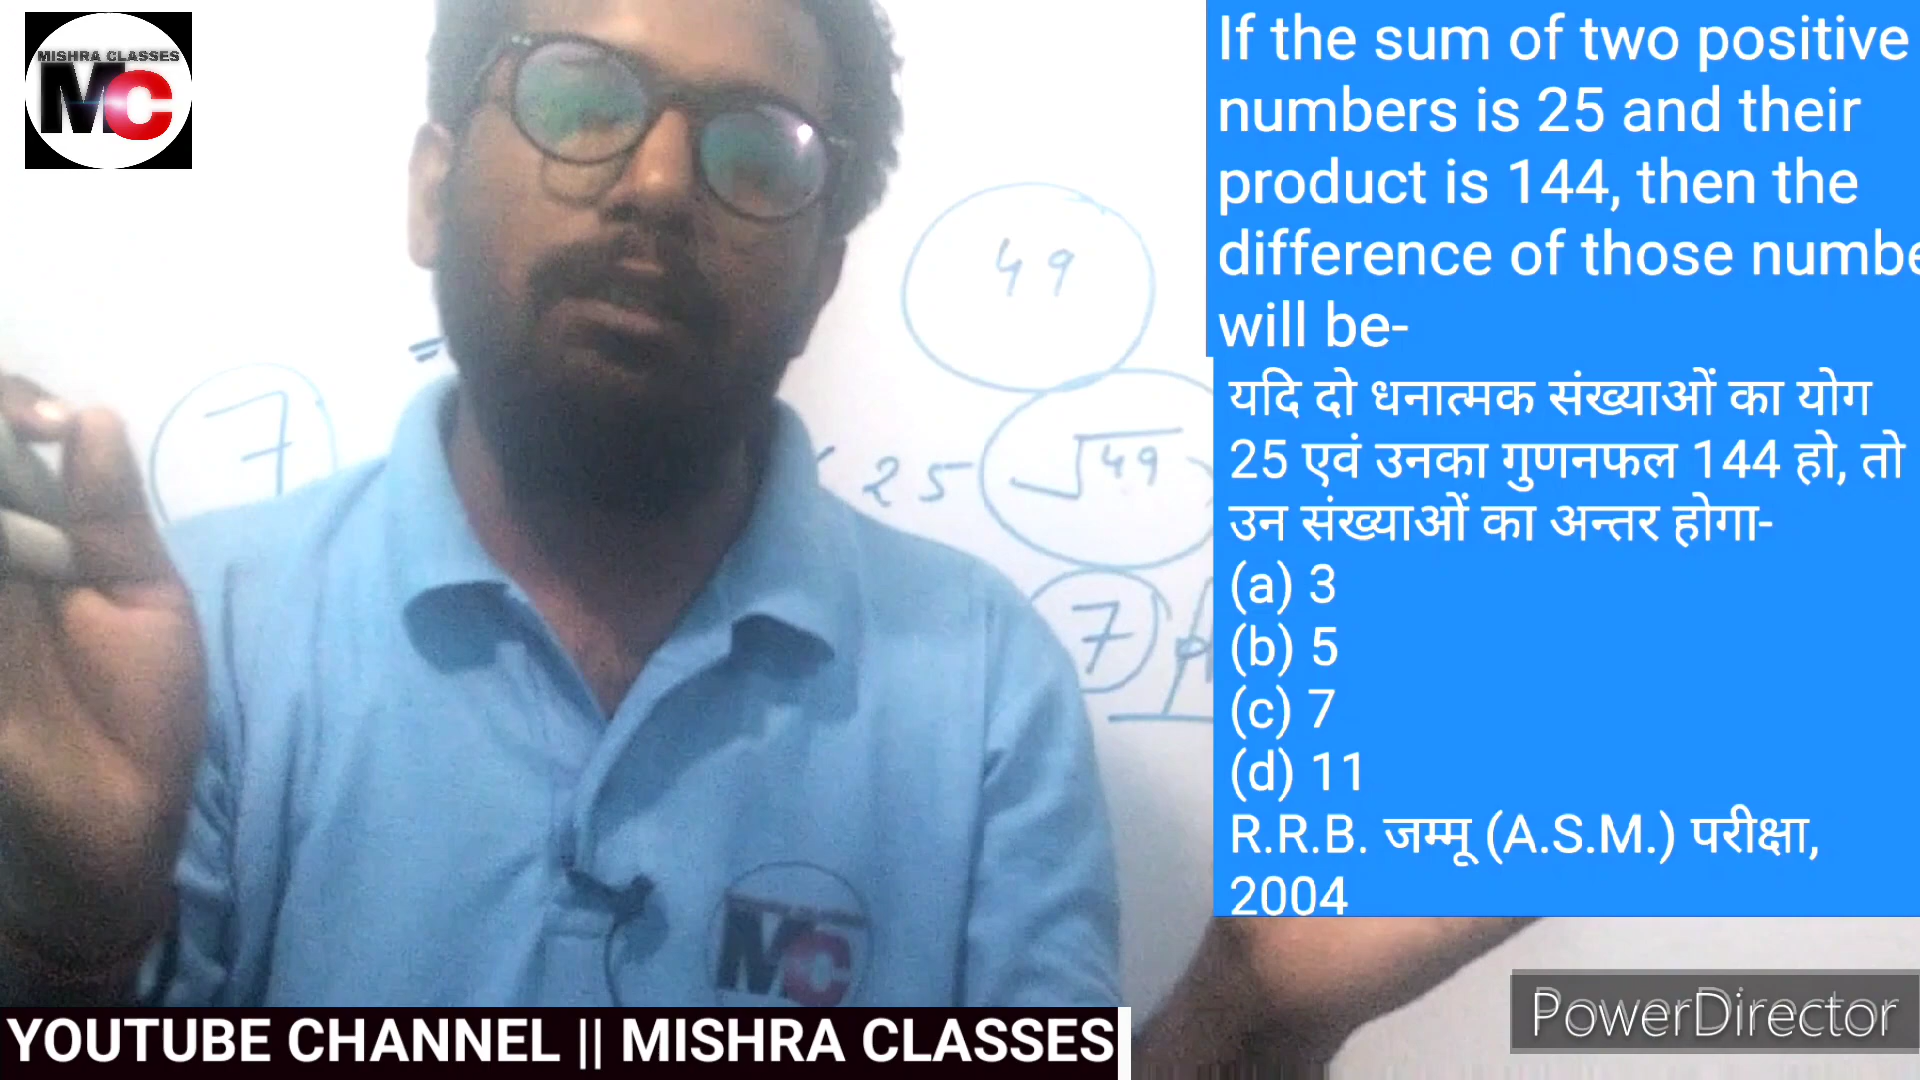 MISHRA CLASSES
MC
If the sum of two positive
numbers is 25 and their
product is 144, then the
difference of those numbe
will be-
यदि दो धनात्मक संख्याओं का योग
25 एवं उनका गुणनफल 144 हो, तो
उन संख्याओं का अन्तर होगा-
(a) 3
(b) 5
(c) 7
(d) 11
R.R.B. जम्मू (A.S.M.) परीक्षा,
2004
49
=
7
25
√49
7
MC
YOUTUBE CHANNEL || MISHRA CLASSES
PowerDirector